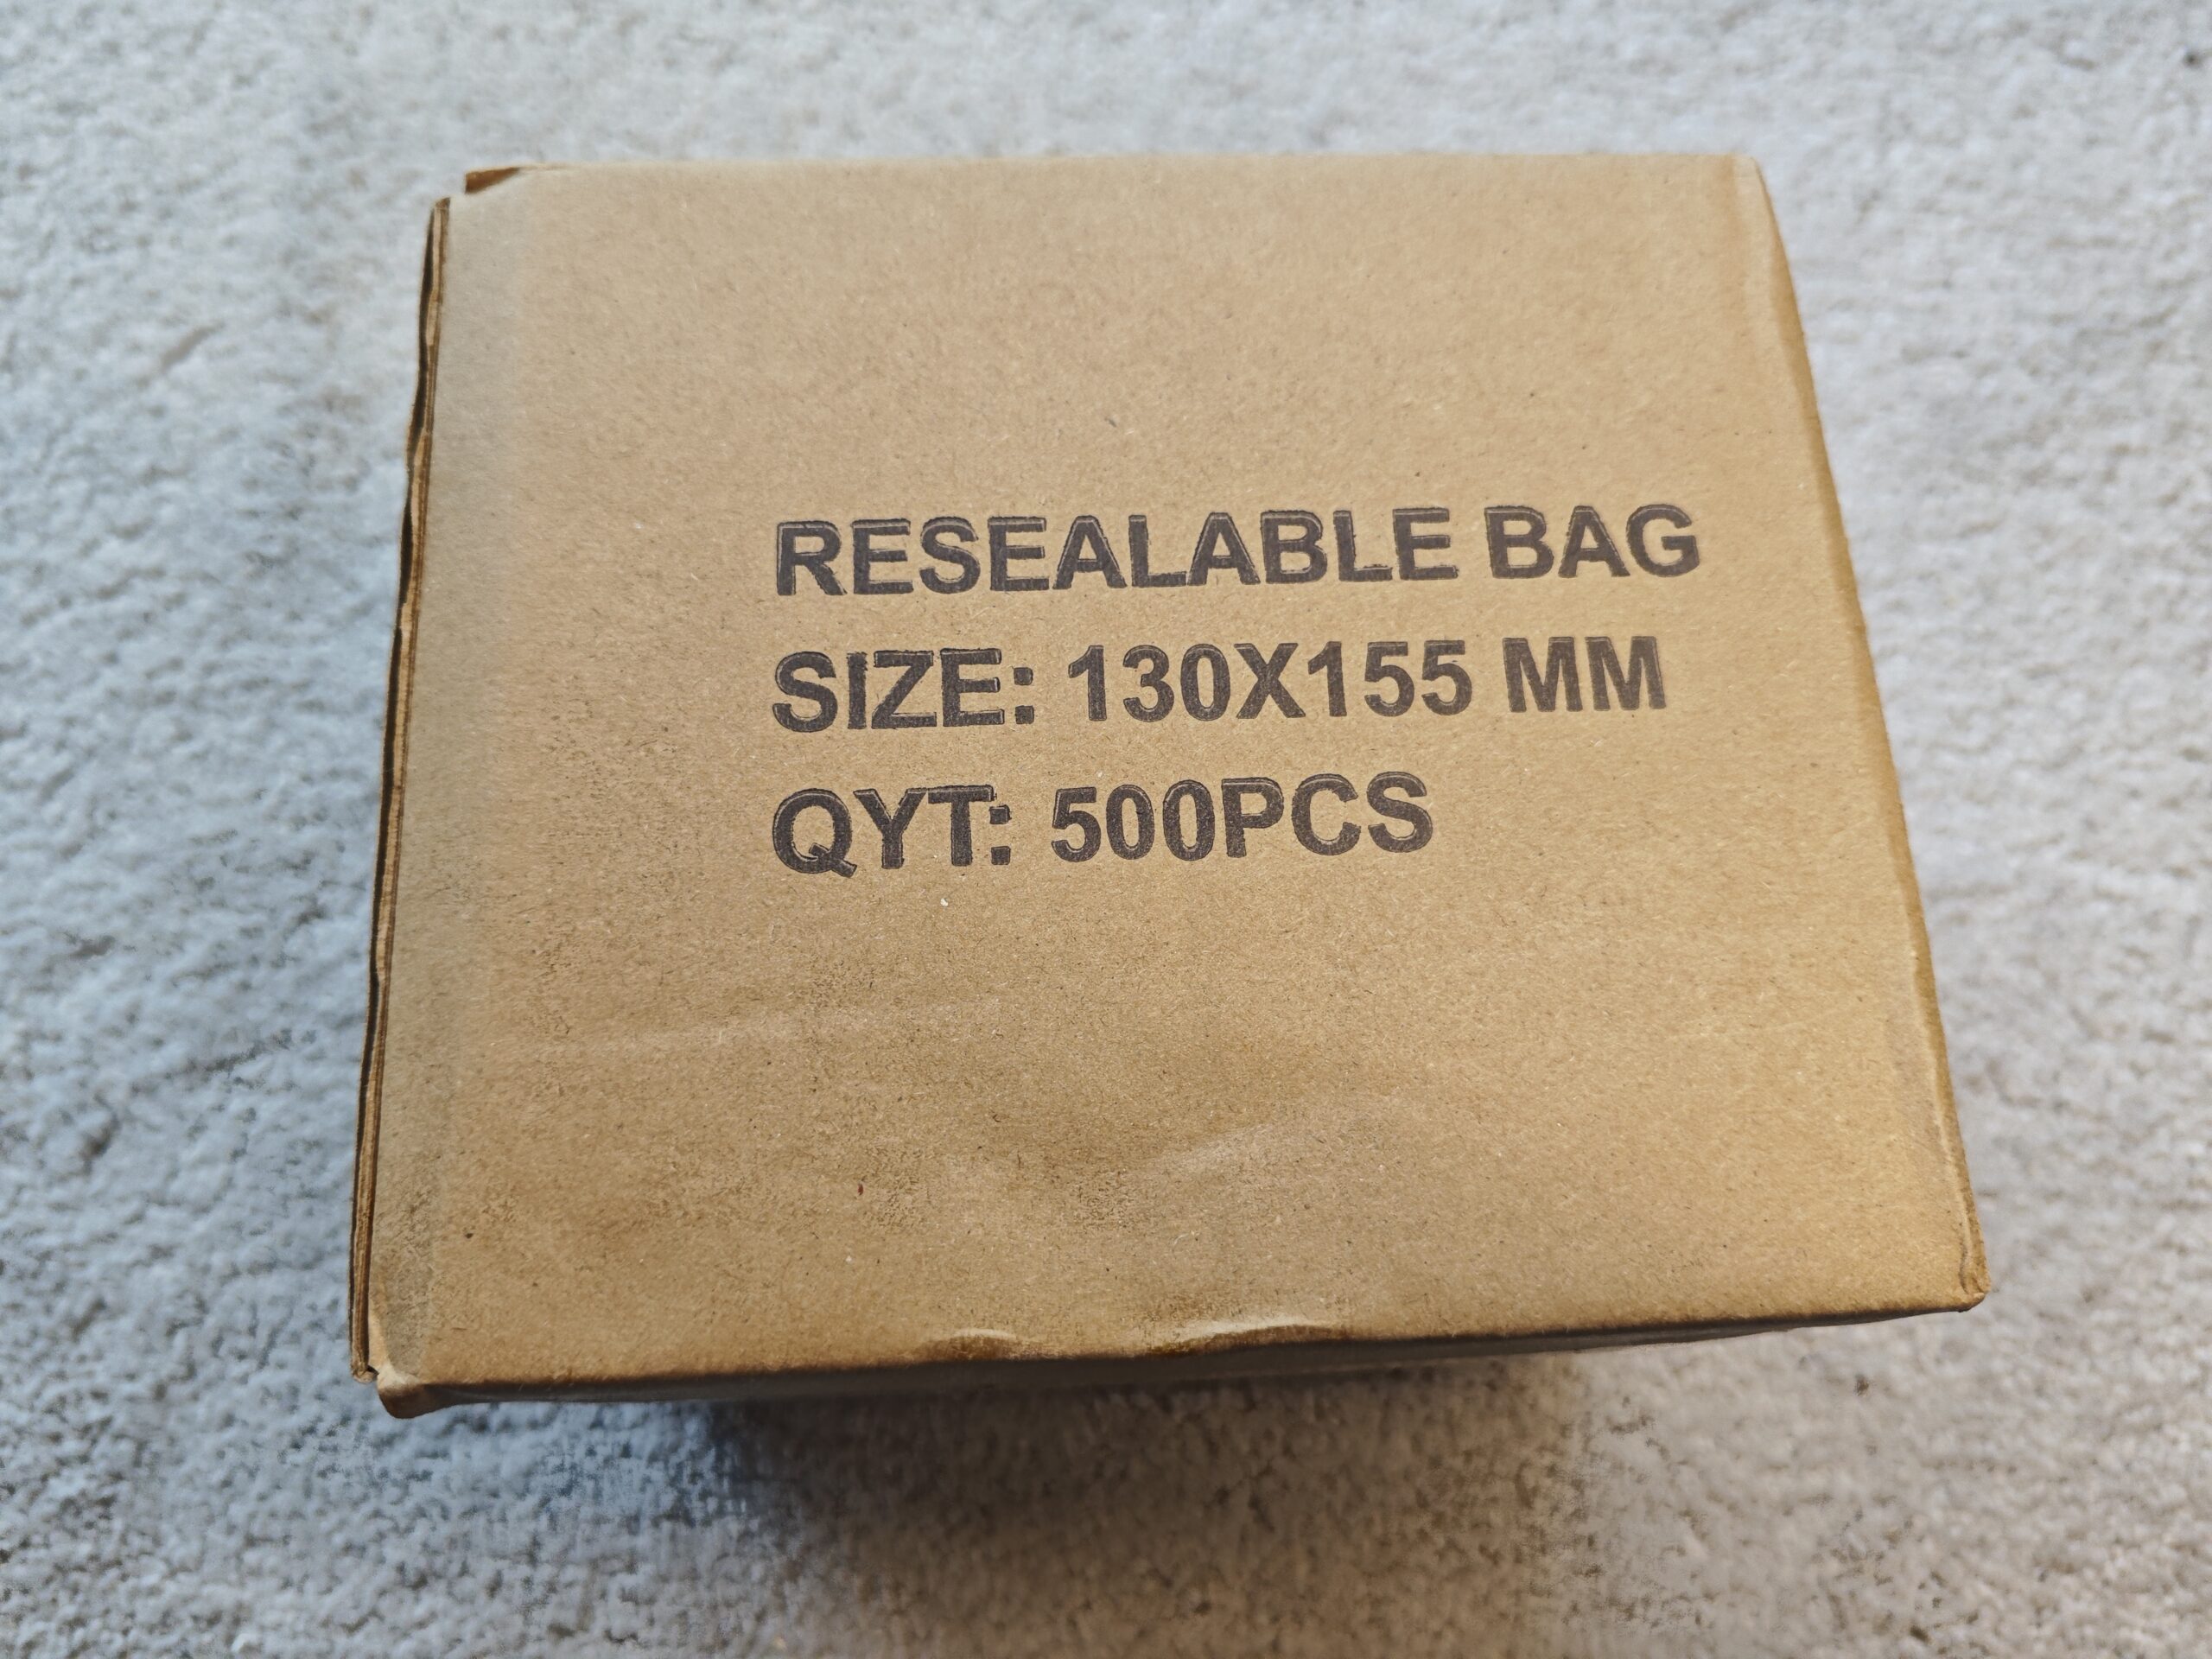 RESEALABLE BAG
SIZE: 130X155 MM
QYT: 500PCS